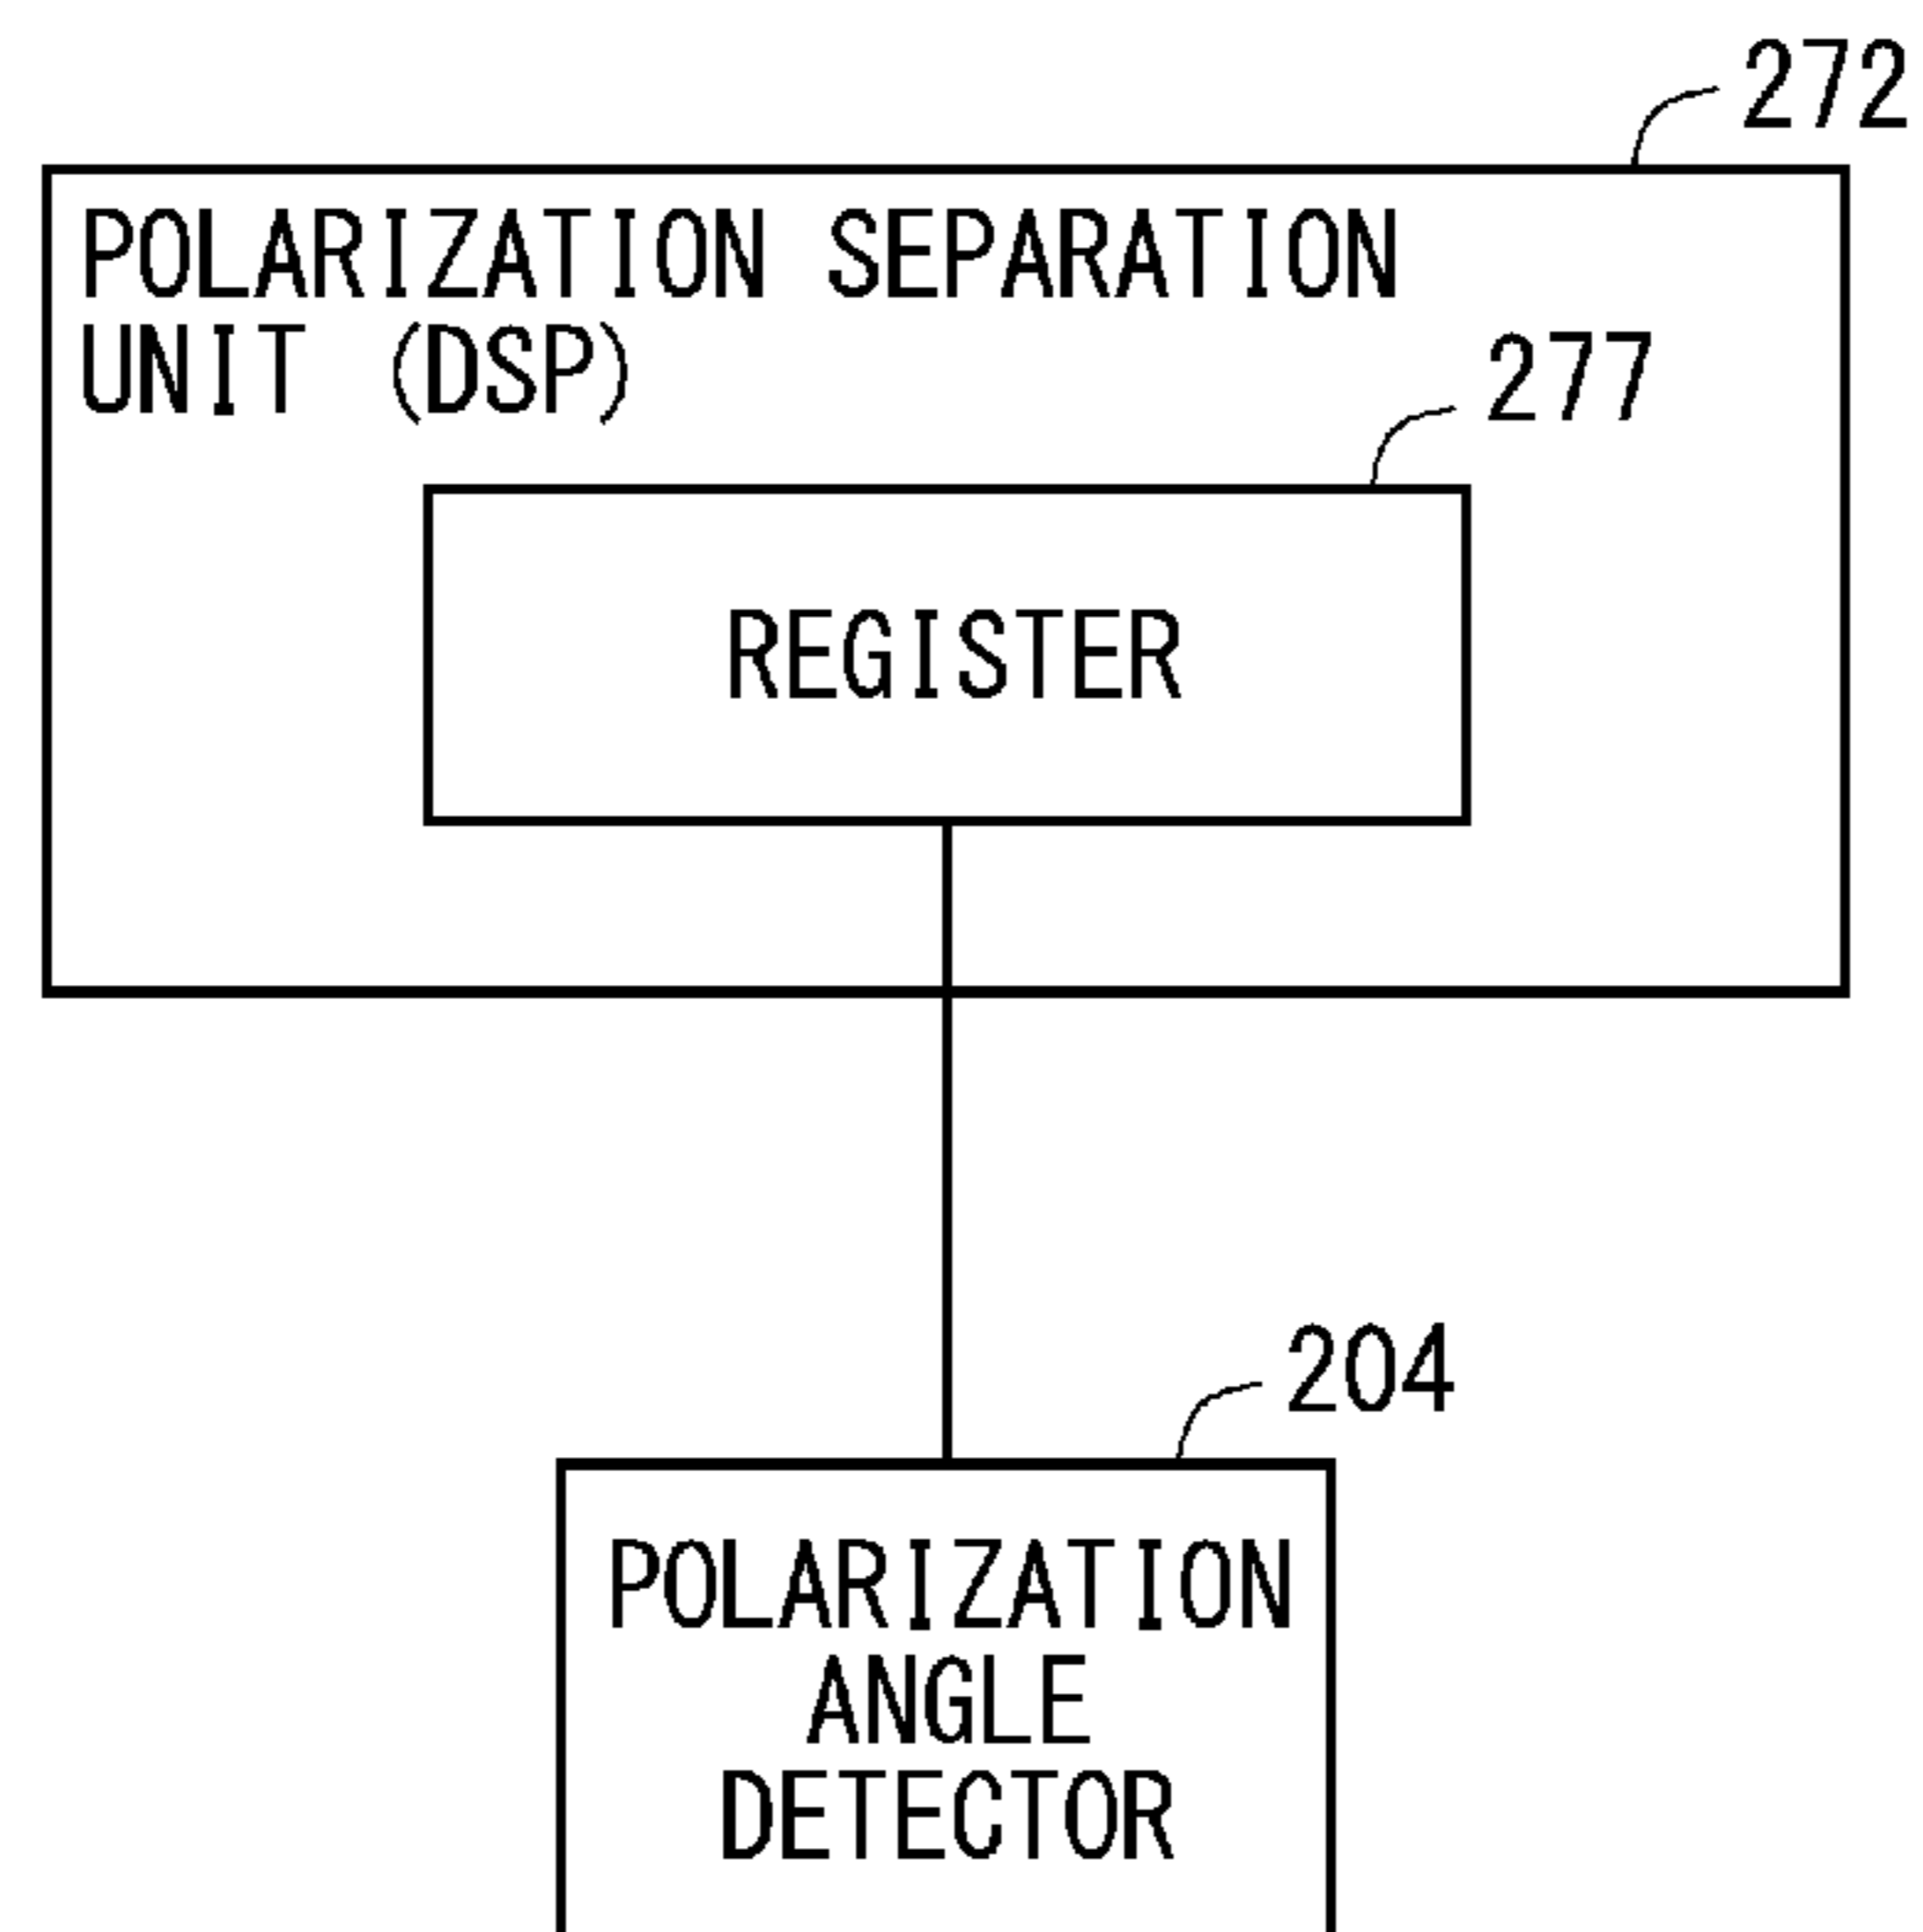 272
POLARIZATION SEPARATION
UNIT (DSP)
277
REGISTER
204
POLARIZATION
ANGLE
DETECTOR